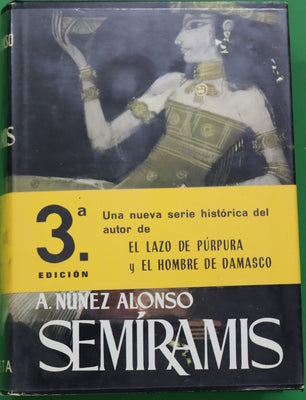 3.ª
EDICIÓN
Una nueva serie histórica del
autor de
EL LAZO DE PÚRPURA
y EL HOMBRE DE DAMASCO
A. NÚÑEZ ALONSO
SEMÍRAMIS